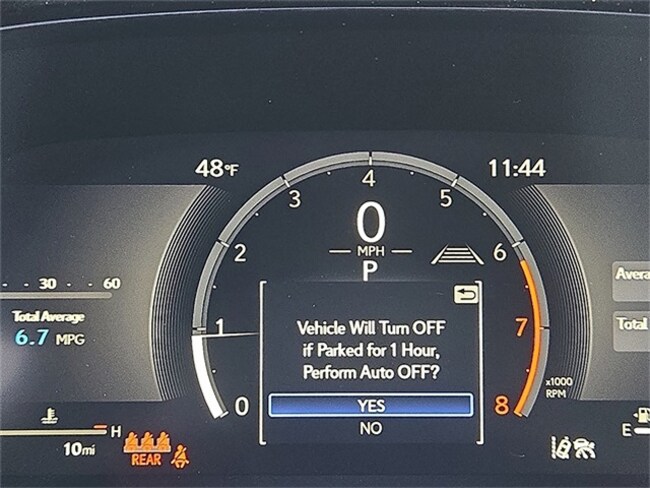 48°F
11:44
4
3
5
2
6
0
MPH
P
30 60
Avera
Total Average
6.7 MPG
1
Vehicle Will Turn OFF
if Parked for 1 Hour,
Perform Auto OFF?
7
Total
x1000
RPM
0
YES
8
NO
H
E
10mi
REAR